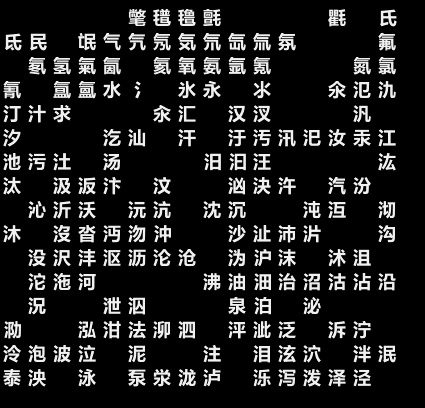 氅氆氇氈 氍 氏
氐民 氓气氕氖気氘氙氚氛 氟
氡氢氣氤 氦氧氨氩氪 氮氯
氰 氲氳水氵 氷永 氺 氽氾氿
汀汁求 汆汇 汉汊 汎
汐 汔汕 汗 汙汚汛汜汝汞江
池污汢 汤 汨汩汪 汯
汰 汲汳汴 汶 汹決汻 汽汾
沁沂沃 沅沆 沈沉 沌沍 沏
沐 沒沓沔沕沖 沙沚沛沜 沟
没沢沣沤沥沦沧 沩沪沫 沭沮
沱沲河 沸油沺治沼沽沾沿
況 泄泅 泉泊 泌
泐 泓泔法泖泗 泙泚泛 泝泞
泠泡波泣 泥 注 泪泫泬 泮泯
泰泱 泳 泵泶泷泸 泺泻泼泽泾